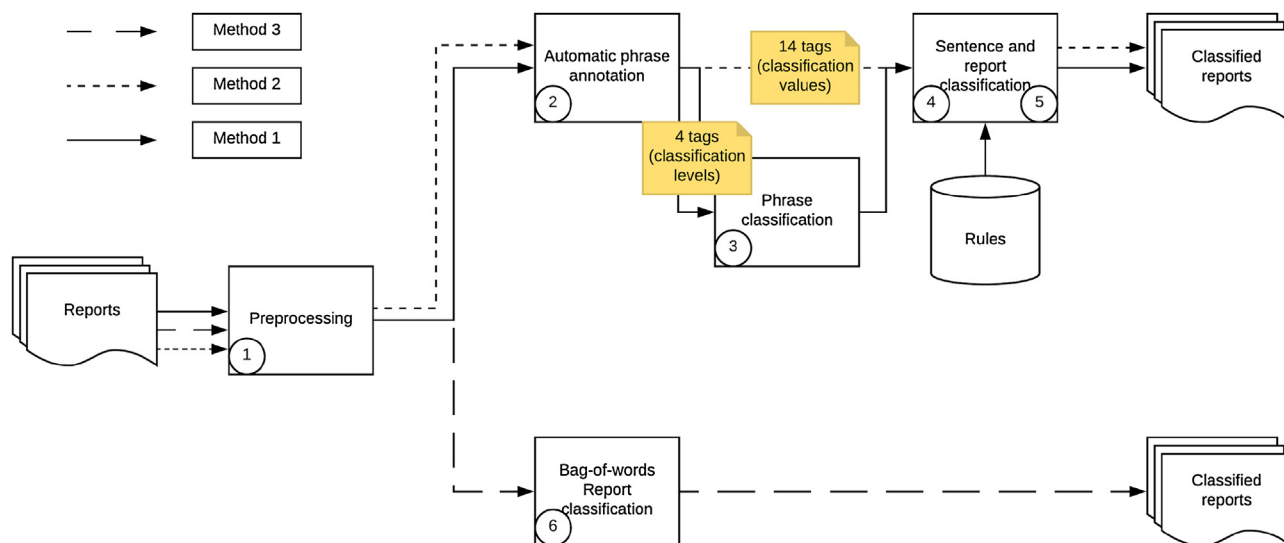 Method 3
Method 2
Method 1
Reports
Preprocessing
1
Automatic phrase
annotation
2
14 tags
(classification
values)
4 tags
(classification
levels)
Phrase
classification
3
Sentence and
report
classification
4
5
Rules
Classified
reports
Bag-of-words
Report
classification
6
Classified
reports